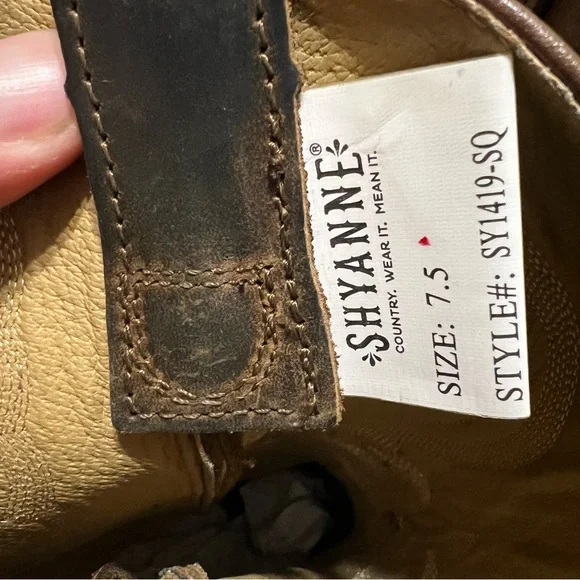 SHYANNE®
COUNTRY. WEAR IT. MEAN IT.
SIZE: 7.5
STYLE#: SY1419-SQ